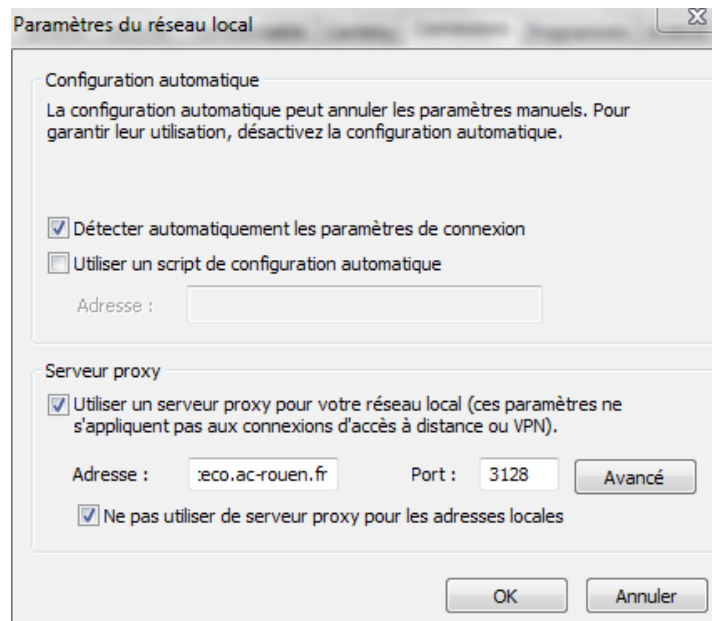 Paramètres du réseau local
Configuration automatique
La configuration automatique peut annuler les paramètres manuels. Pour
garantir leur utilisation, désactivez la configuration automatique.
Détecter automatiquement les paramètres de connexion
Utiliser un script de configuration automatique
Adresse :
Serveur proxy
Utiliser un serveur proxy pour votre réseau local (ces paramètres ne
s'appliquent pas aux connexions d'accès à distance ou VPN).
Adresse : eco.ac-rouen.fr Port : 3128 Avancé
Ne pas utiliser de serveur proxy pour les adresses locales
OK Annuler